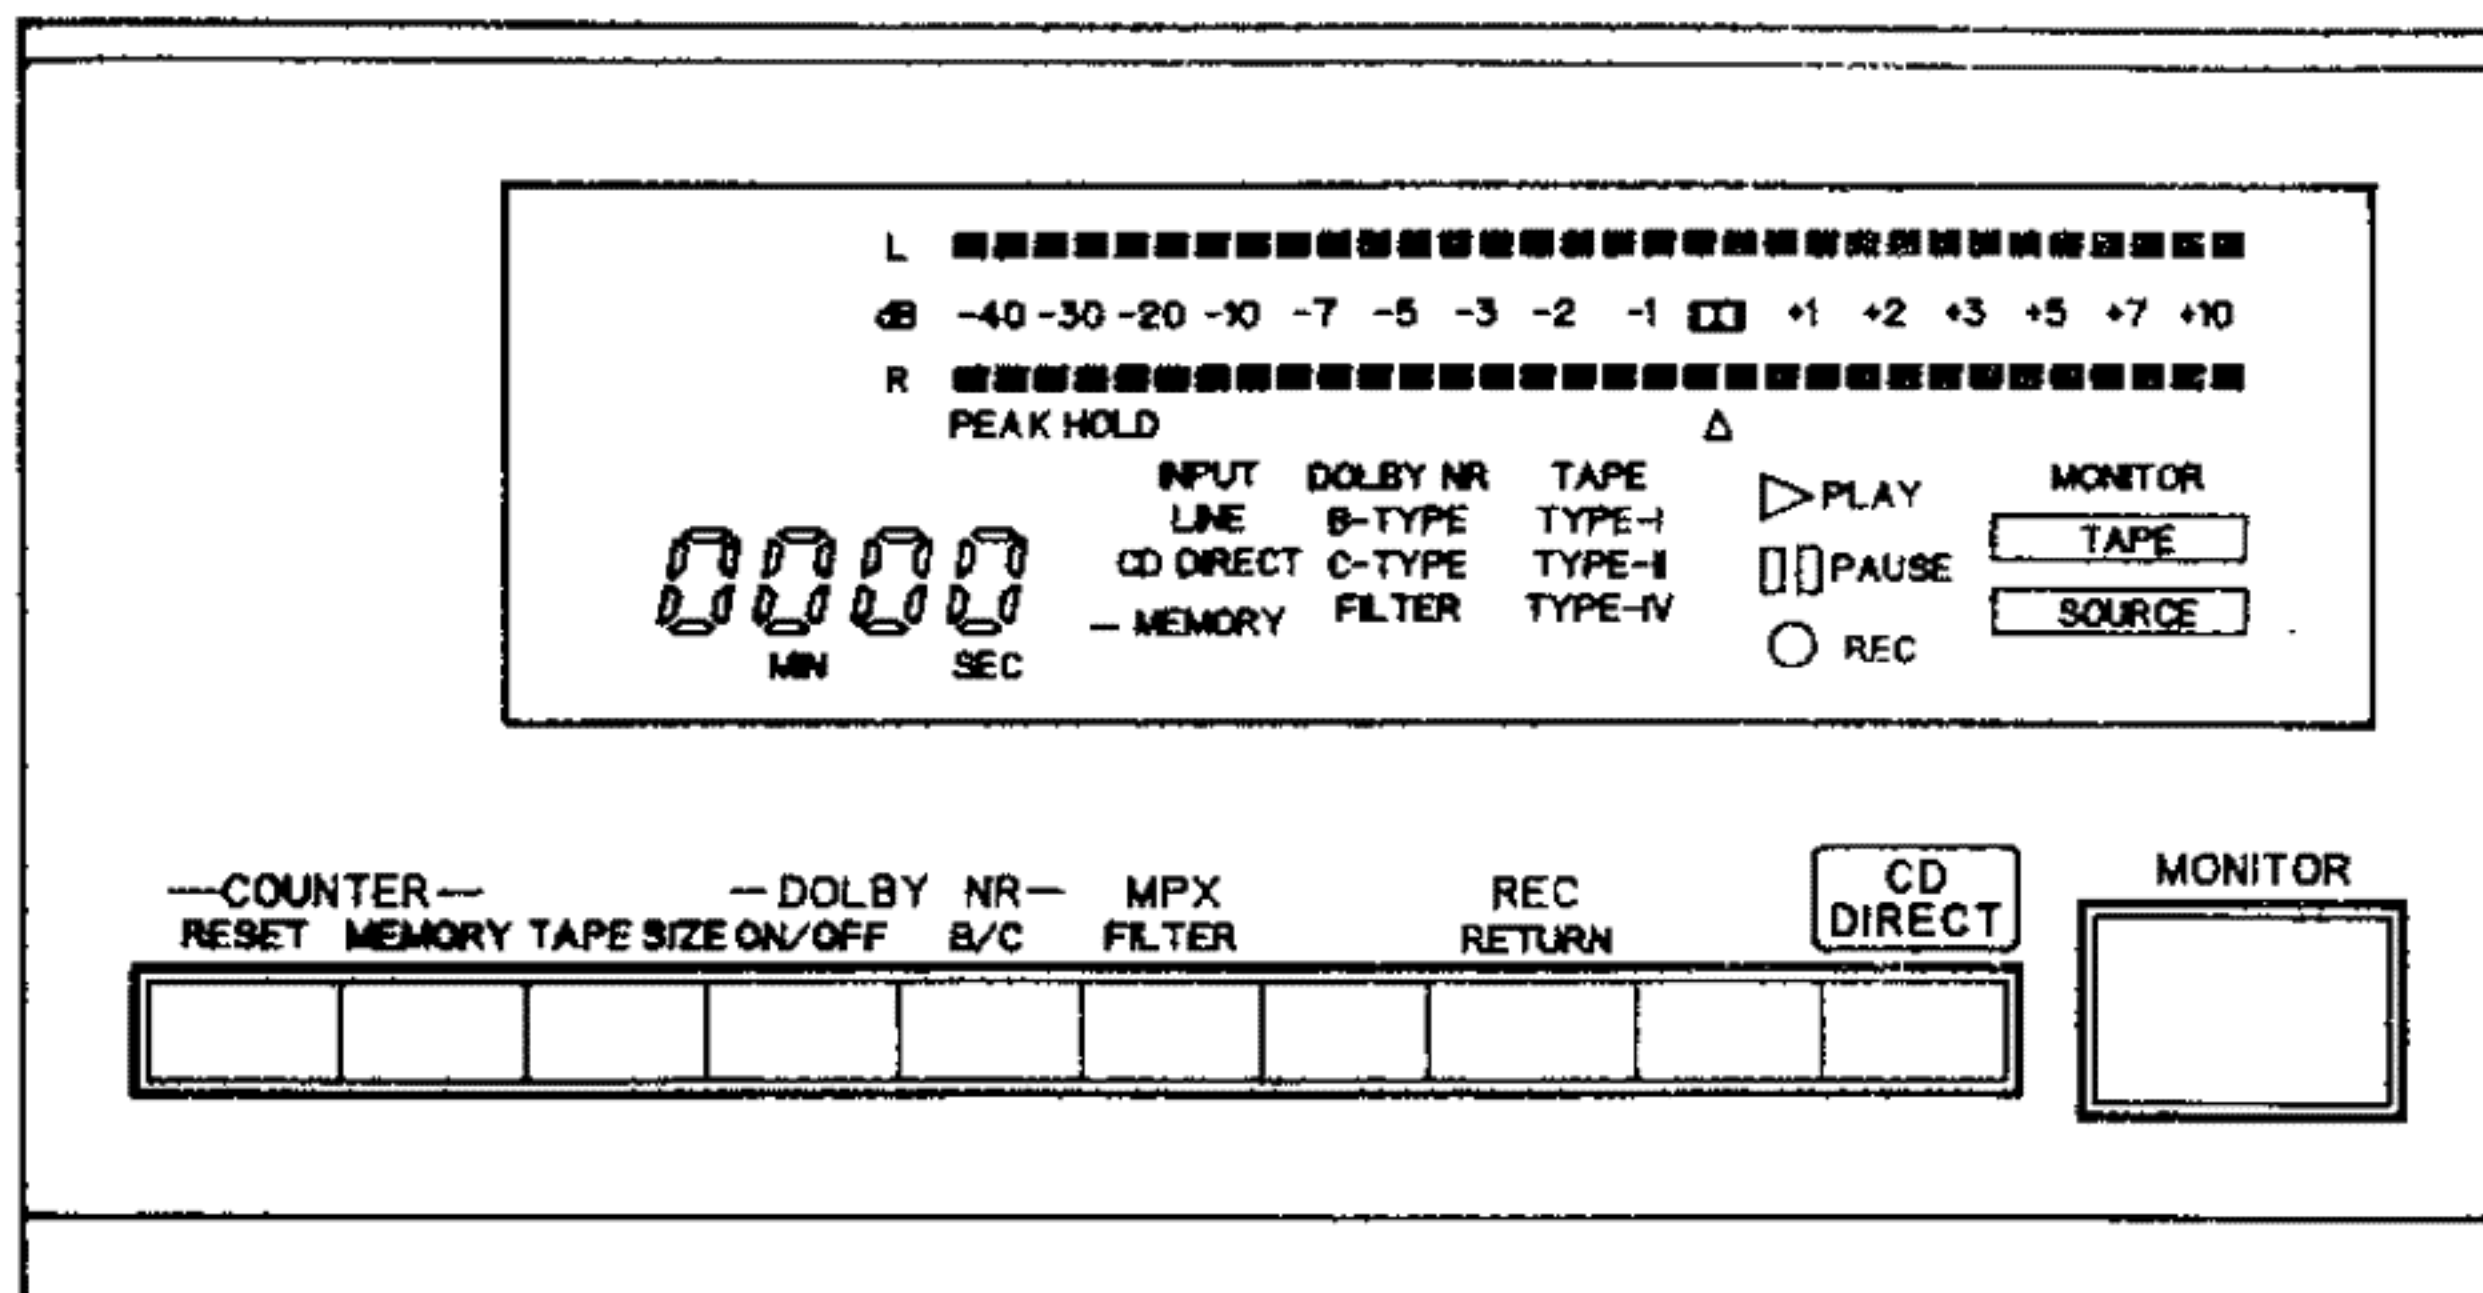 L
dB -40 -30 -20 -10 -7 -5 -3 -2 -1 +1 +2 +3 +5 +7 +10
R
PEAK HOLD
INPUT DOLBY NR TAPE
LINE B-TYPE TYPE-I
CD DIRECT C-TYPE TYPE-II
- MEMORY FILTER TYPE-IV
0000
MIN SEC
PLAY
PAUSE
REC
MONITOR
TAPE
SOURCE
COUNTER
RESET MEMORY TAPE SIZE
DOLBY NR
ON/OFF B/C
MPX
FILTER
REC
RETURN
CD
DIRECT
MONITOR